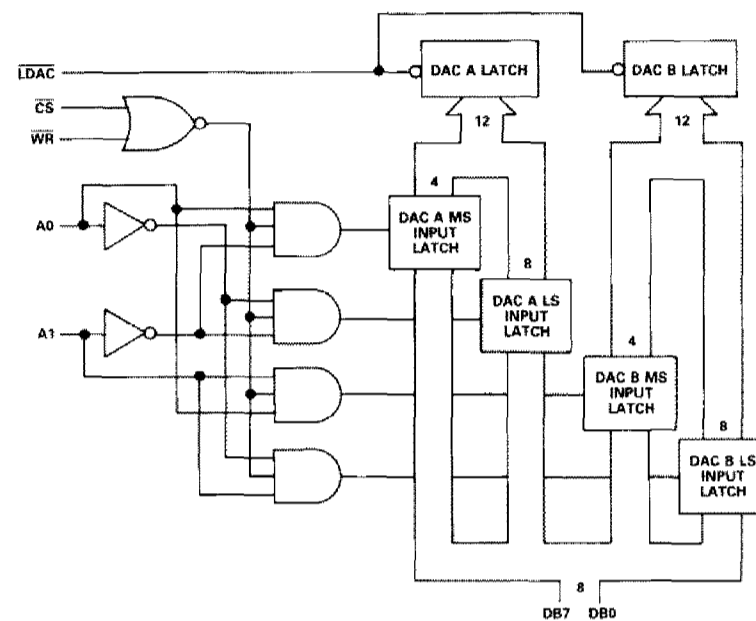 LDAC
DAC A LATCH
DAC B LATCH
CS
WR
12
12
A0
4
DAC A MS
INPUT
LATCH
8
DAC A LS
INPUT
LATCH
A1
4
DAC B MS
INPUT
LATCH
8
DAC B LS
INPUT
LATCH
8
DB7 DB0